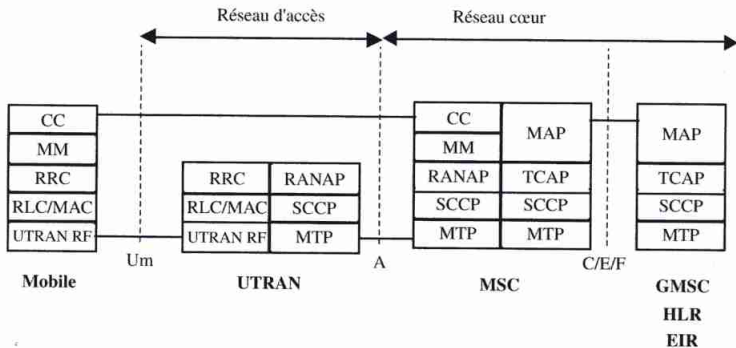 Réseau d'accès
Réseau cœur
CC
MM
RRC
RLC/MAC
UTRAN RF
Mobile
Um
RRC
RLC/MAC
UTRAN RF
RANAP
SCCP
MTP
UTRAN
A
CC
MM
RANAP
SCCP
MTP
MAP
TCAP
SCCP
MTP
MSC
C/E/F
MAP
TCAP
SCCP
MTP
GMSC
HLR
EIR